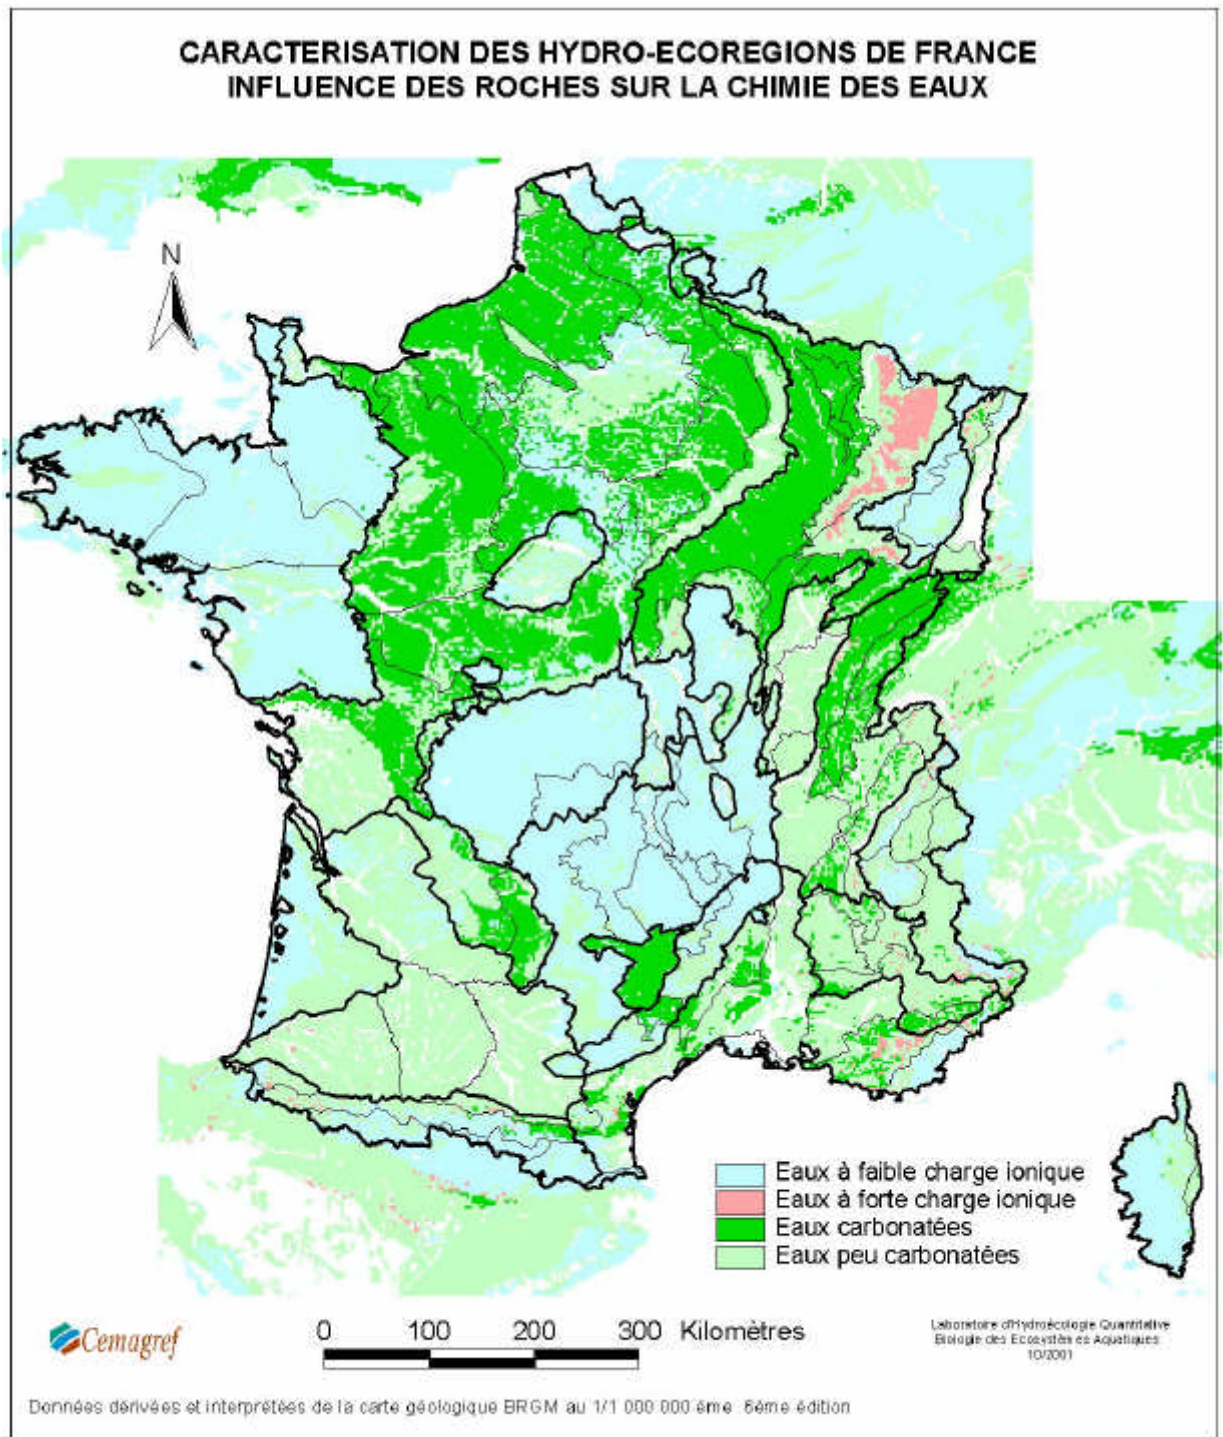 CARACTERISATION DES HYDRO-ECOREGIONS DE FRANCE
INFLUENCE DES ROCHES SUR LA CHIMIE DES EAUX
N
Eaux à faible charge ionique
Eaux à forte charge ionique
Eaux carbonatées
Eaux peu carbonatées
Cemagref
0 100 200 300 Kilomètres
Laboratoire d'Hydroécologie Quantitative
Biologie des Ecosystèmes Aquatiques
10/2001
Données dérivées et interprétées de la carte géologique BRGM au 1/1 000 000 ème 6ème édition